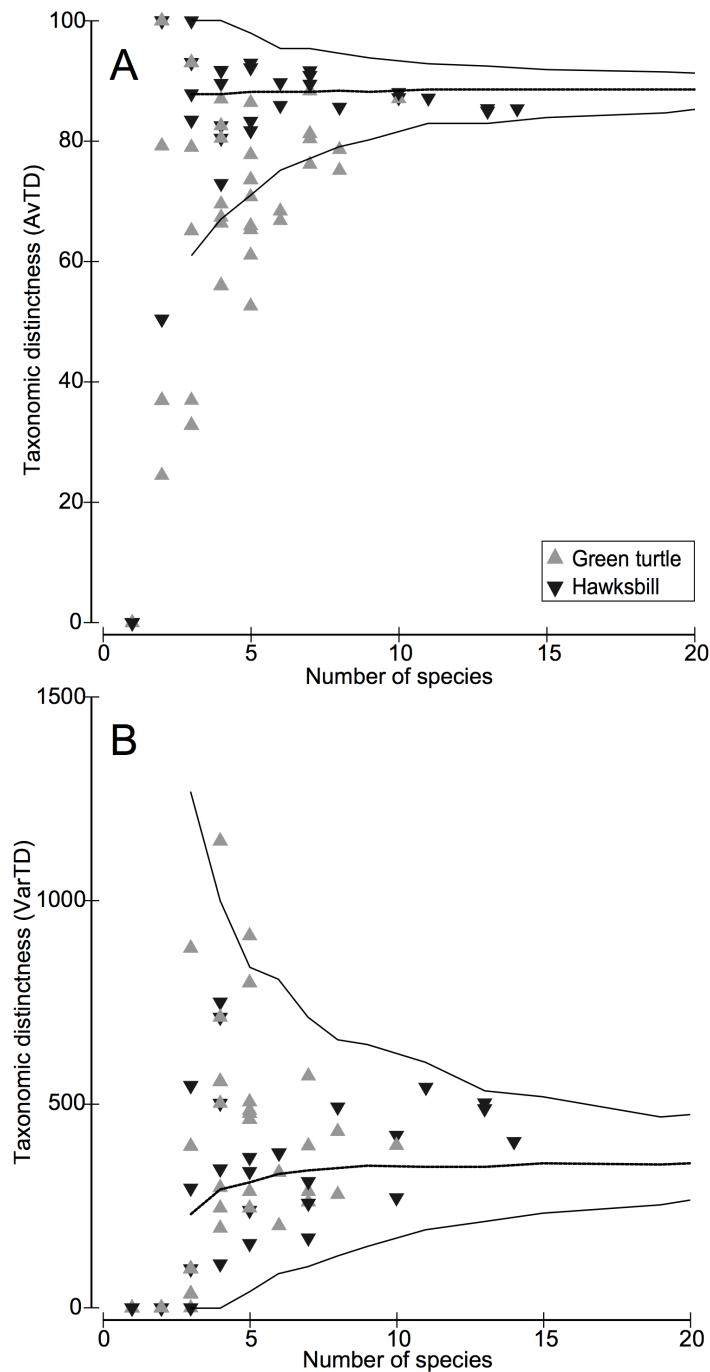 A
Taxonomic distinctness (AvTD)
100
80
60
40
20
0
Green turtle
Hawksbill
0 5 10 15 20
Number of species
B
Taxonomic distinctness (VarTD)
1500
1000
500
0
0 5 10 15 20
Number of species